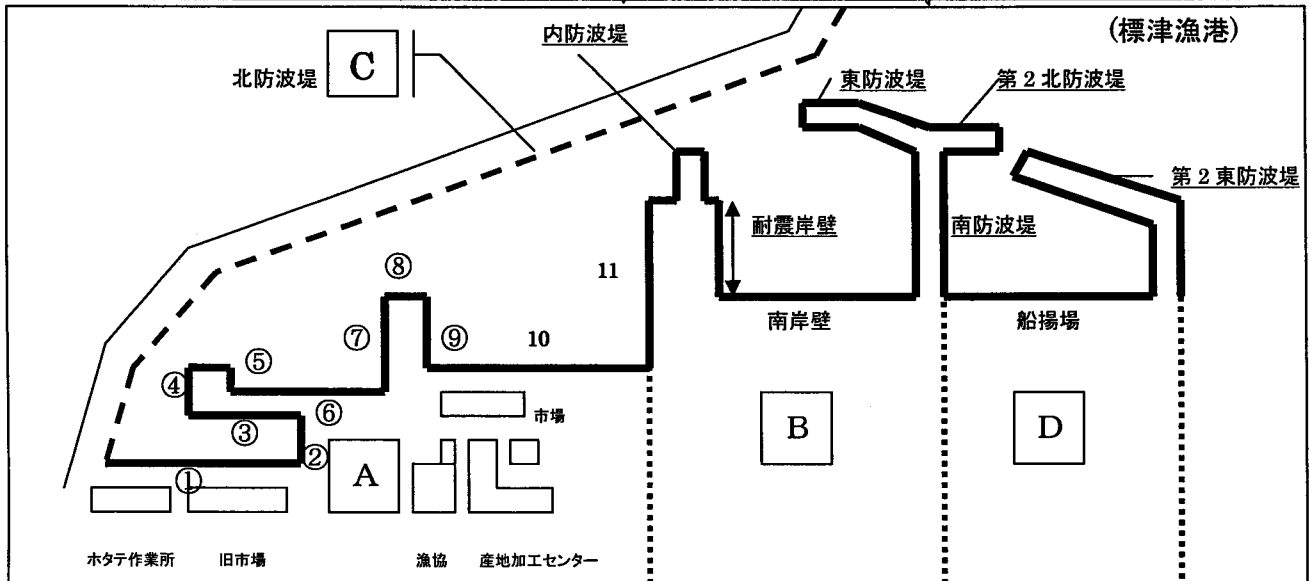 (標津漁港)
内防波堤
C
北防波堤
東防波堤
第2北防波堤
第2東防波堤
耐震岸壁
南防波堤
⑧
11
⑦
⑨
10
南岸壁
船揚場
⑤
④
⑥
市場
③
B
D
②
A
①
ホタテ作業所
旧市場
漁協
産地加工センター